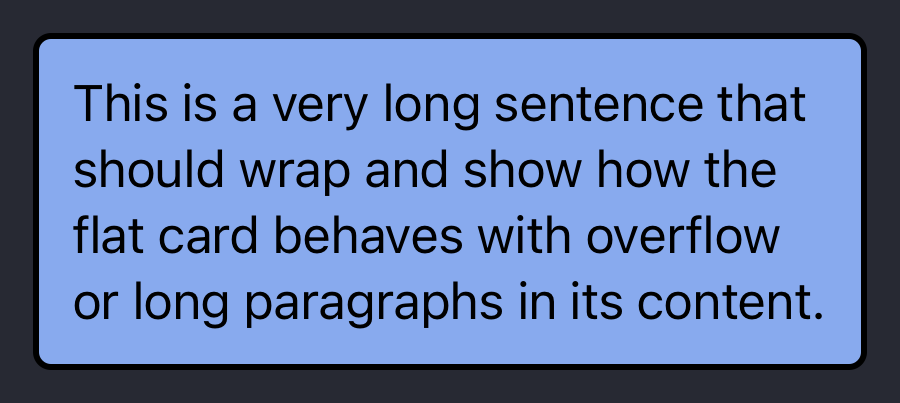 This is a very long sentence that
should wrap and show how the
flat card behaves with overflow
or long paragraphs in its content.